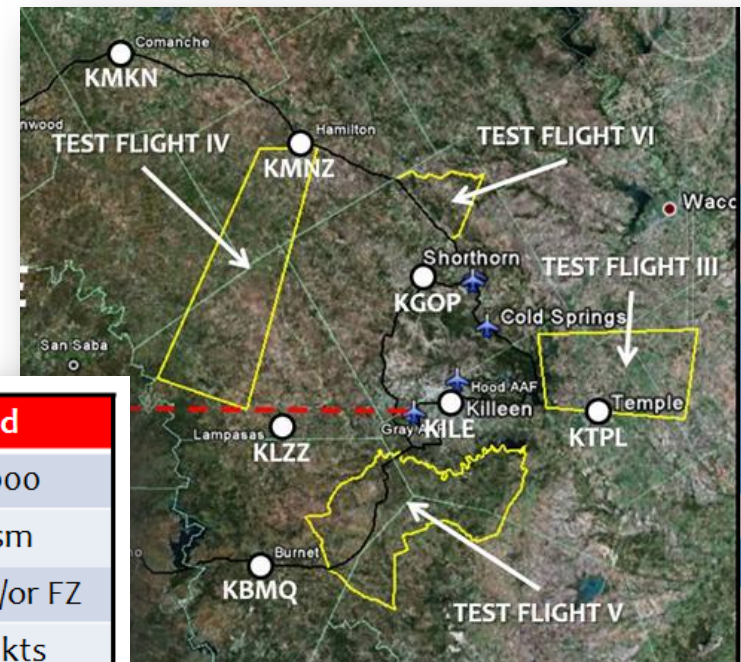 Comanche
KMKN
TEST FLIGHT IV
Hamilton
KMNZ
TEST FLIGHT VI
Shorthorn
KGOP
TEST FLIGHT III
Cold Springs
San Saba
Hood AAF
Killeen
KILE
Temple
KTPL
Lampasas
KLZZ
Burnet
KBMQ
TEST FLIGHT V
d
sm
/or FZ
kts